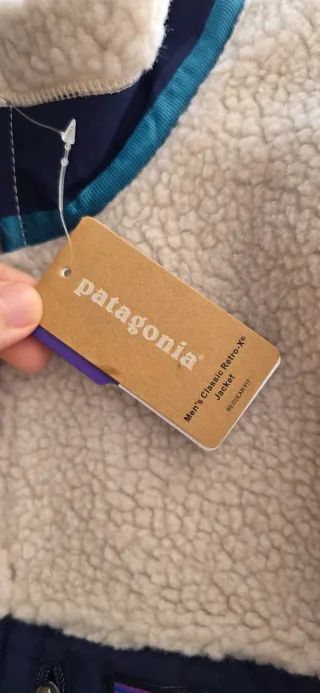 patagonia®
Men's Classic Retro-X®
Jacket
REGULAR FIT